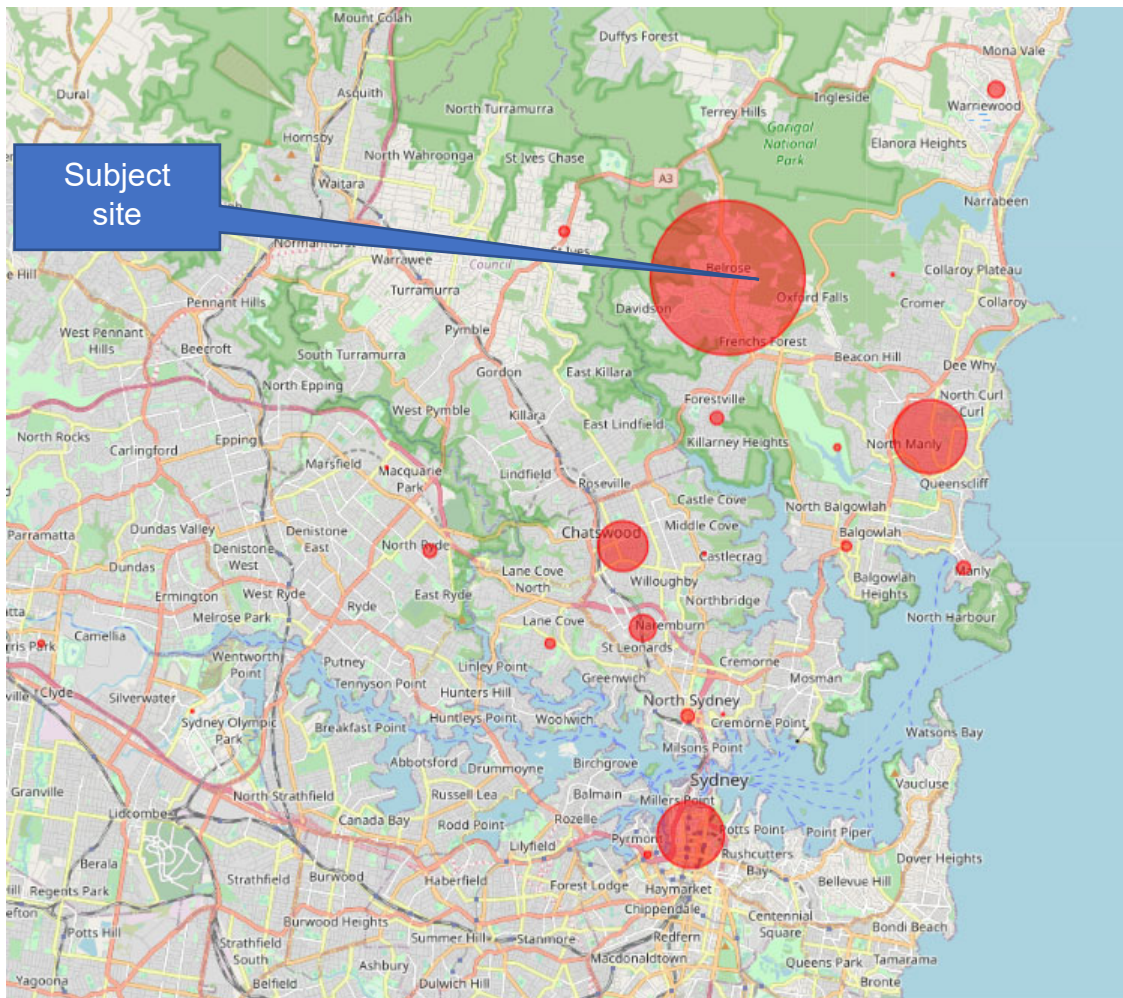 Mount Colah
Duffys Forest
Mona Vale
Dural
Asquith
North Turramurra
Terrey Hills
Ingleside
Warriewood
Hornsby
Garigal
National
Park
Elanora Heights
North Wahroonga
St Ives Chase
Subject
site
Waitara
A3
Narrabeen
St Ives
Warrawee
Council
Turramurra
Belrose
Collaroy Plateau
Pennant Hills
Davidson
Oxford Falls
Cromer
Collaroy
West Pennant
Hills
Pymble
Beecroft
South Turramurra
Frenchs Forest
Beacon Hill
Dee Way
Gordon
East Killara
North Epping
North Curl
Curl
West Pymble
Killara
Forestville
East Lindfield
North Rocks
Epping
Killarney Heights
North Manly
Carlingford
Marsfield
Macquarie
Park
Lindfield
Roseville
Queenscliff
Castle Cove
North Balgowlah
Dundas Valley
Denistone
East
Chatswood
Middle Cove
Balgowlah
Parramatta
North Ryde
Castlecrag
Denistone
West
Dundas
Lane Cove
North
Willoughby
Manly
Balgowlah
Heights
West Ryde
East Ryde
Ermington
Northbridge
Ryde
North Harbour
Melrose Park
Lane Cove
Naremburn
Camellia
St Leonards
Putney
Wentworth
Point
Linley Point
Cremorne
Mosman
Tennyson Point
Greenwich
Clyde
Silverwater
Hunters Hill
North Sydney
Sydney Olympic
Park
Breakfast Point
Huntleys Point
Woolwich
Cremorne Point
Watsons Bay
Milsons Point
Abbotsford
Birchgrove
Drummoyne
Sydney
Vaucluse
Granville
North Strathfield
Russell Lea
Balmain
Millers Point
Lidcombe
Canada Bay
Rodd Point
Rozelle
Potts Point
Point Piper
Lilyfield
Pyrmont
Rushcutters
Bay
Dover Heights
Berala
Strathfield
Burwood
Haberfield
Bellevue Hill
Regents Park
Forest Lodge
Haymarket
Chippendale
Burwood Heights
Centennial
Square
Bondi Beach
Potts Hill
Summer Hill
Stanmore
Redfern
Strathfield
South
Ashbury
Macdonaldtown
Queens Park
Tamarama
Yagoona
Belfield
Dulwich Hill
Bronte